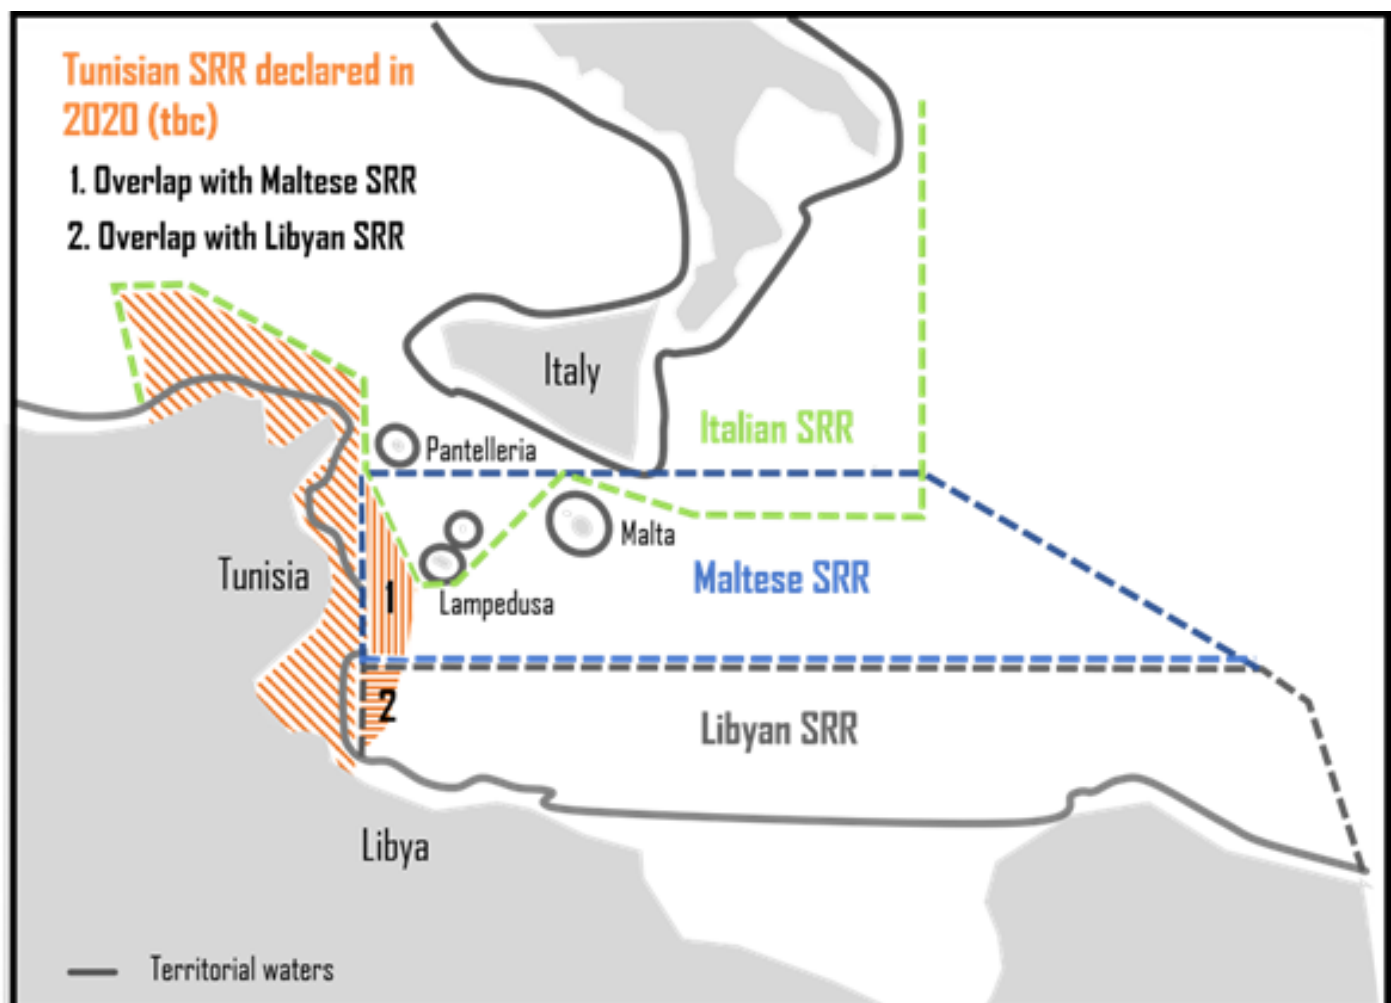 Tunisian SRR declared in
2020 (tbc)
1. Overlap with Maltese SRR
2. Overlap with Libyan SRR
Italy
Italian SRR
Pantelleria
Malta
Tunisia
Maltese SRR
1
Lampedusa
2
Libyan SRR
Libya
Territorial waters